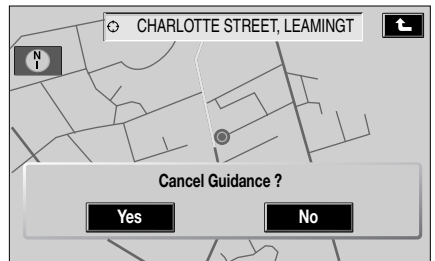 CHARLOTTE STREET, LEAMINGT
N
Cancel Guidance ?
Yes
No